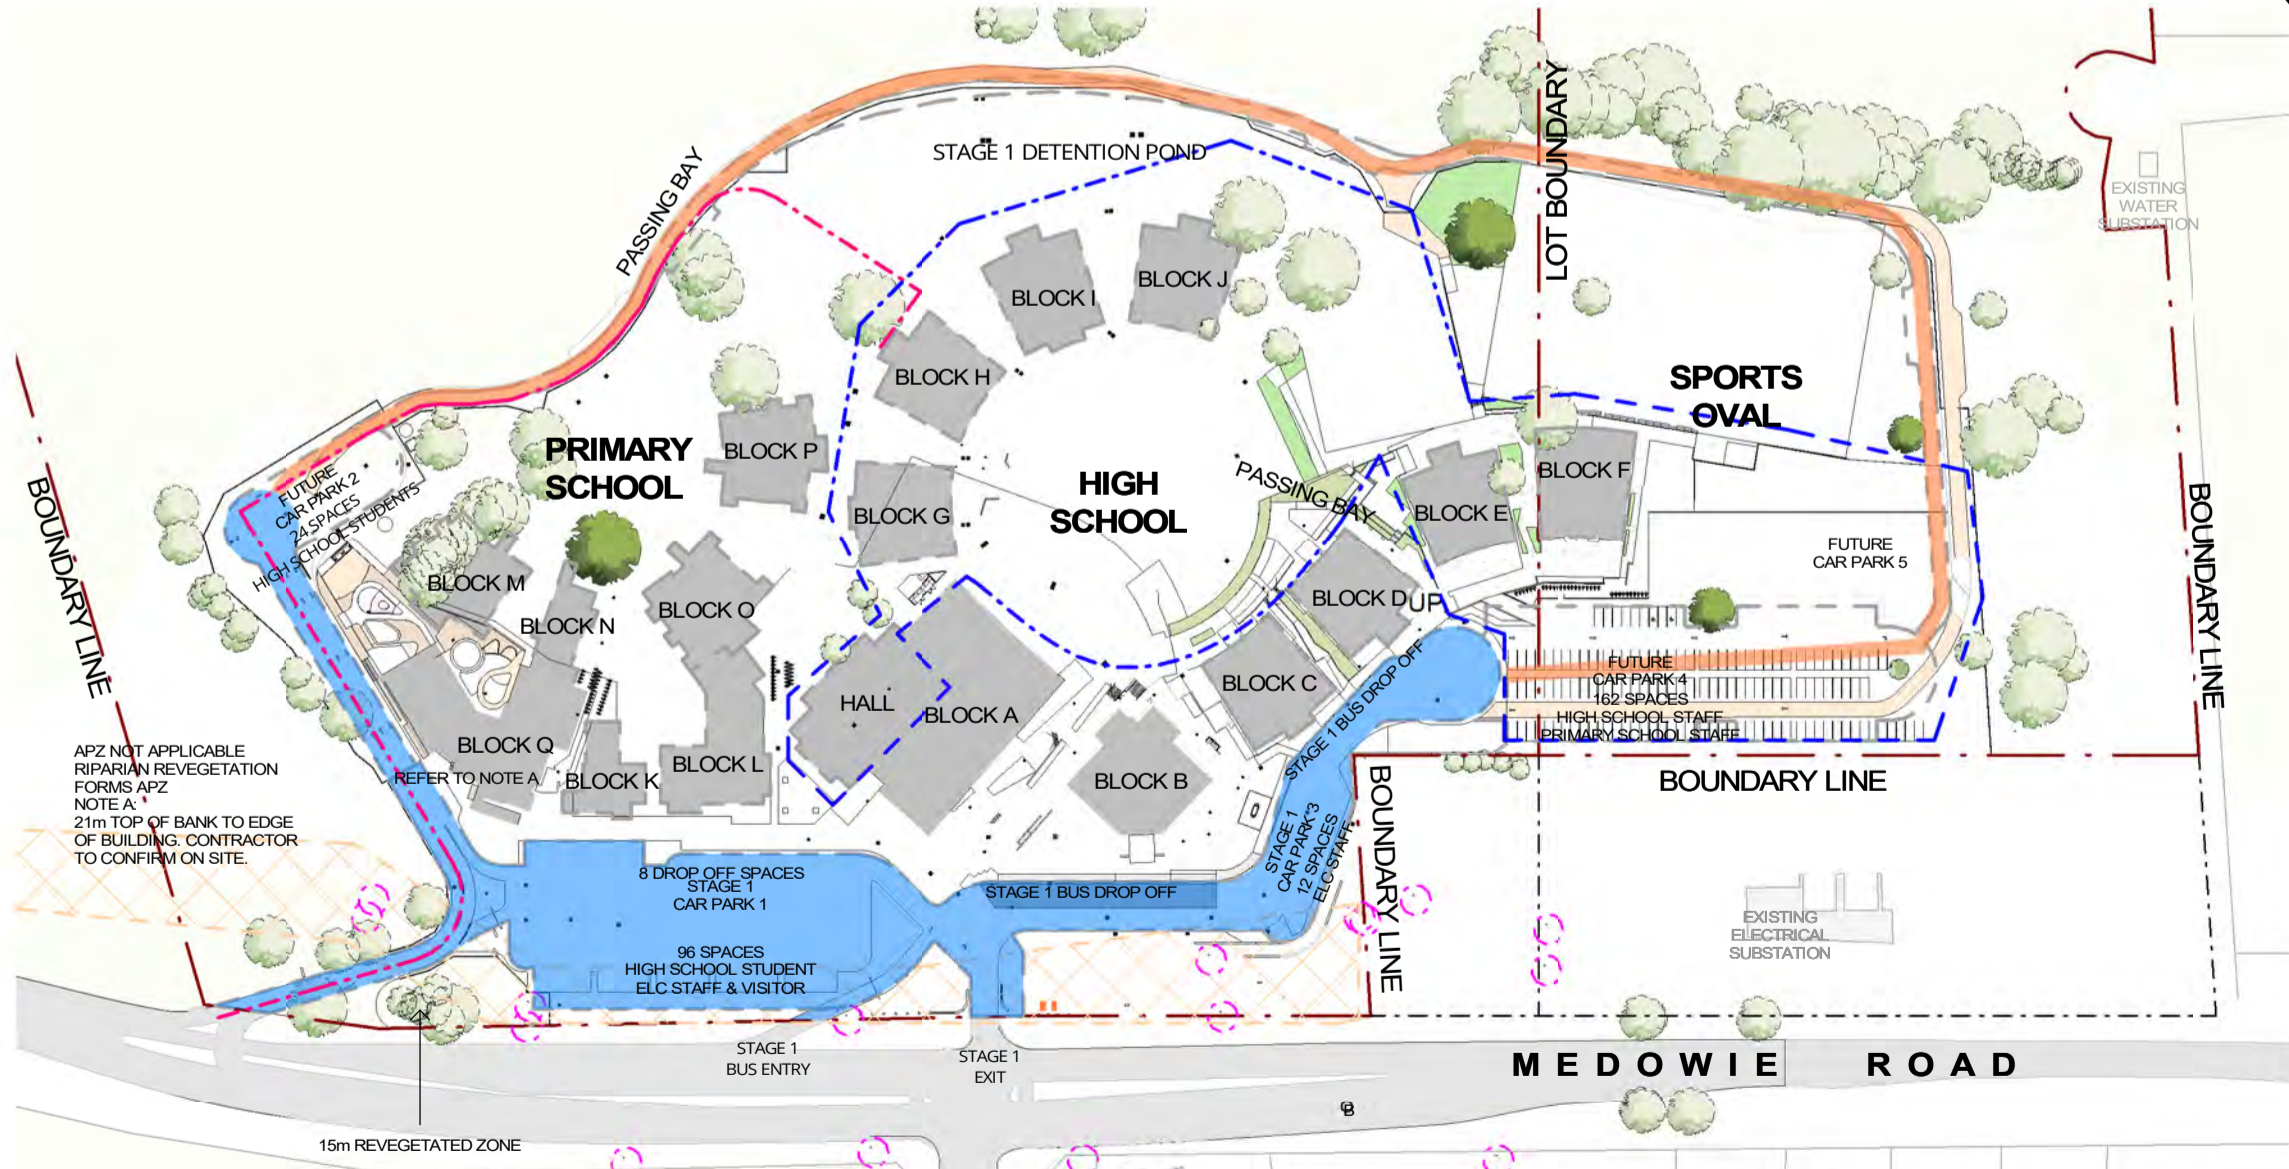 STAGE 1 DETENTION POND
PASSING BAY
LOT BOUNDARY
EXISTING
WATER
SUBSTATION
BLOCK I
BLOCK J
BLOCK H
SPORTS
OVAL
PRIMARY
SCHOOL
BLOCK P
HIGH
SCHOOL
PASSING BAY
BLOCK G
BLOCK E
BLOCK F
FUTURE
CAR PARK 2
24 SPACES
HIGH SCHOOL STUDENTS
BOUNDARY LINE
BLOCK M
BLOCK N
BLOCK O
BLOCK D
UP
FUTURE
CAR PARK 5
BOUNDARY LINE
HALL
BLOCK A
BLOCK C
FUTURE
CAR PARK 4
162 SPACES
HIGH SCHOOL STAFF
PRIMARY SCHOOL STAFF
STAGE 1 BUS DROP OFF
BLOCK Q
REFER TO NOTE A
BLOCK K
BLOCK L
BLOCK B
BOUNDARY LINE
BOUNDARY LINE
APZ NOT APPLICABLE
RIPARIAN REVEGETATION
FORMS APZ
NOTE A:
21m TOP OF BANK TO EDGE
OF BUILDING. CONTRACTOR
TO CONFIRM ON SITE.
STAGE 1
CAR PARK 3
12 SPACES
ELC STAFF
8 DROP OFF SPACES
STAGE 1
CAR PARK 1
STAGE 1 BUS DROP OFF
96 SPACES
HIGH SCHOOL STUDENT
ELC STAFF & VISITOR
EXISTING
ELECTRICAL
SUBSTATION
STAGE 1
BUS ENTRY
STAGE 1
EXIT
MEDOWIE ROAD
15m REVEGETATED ZONE